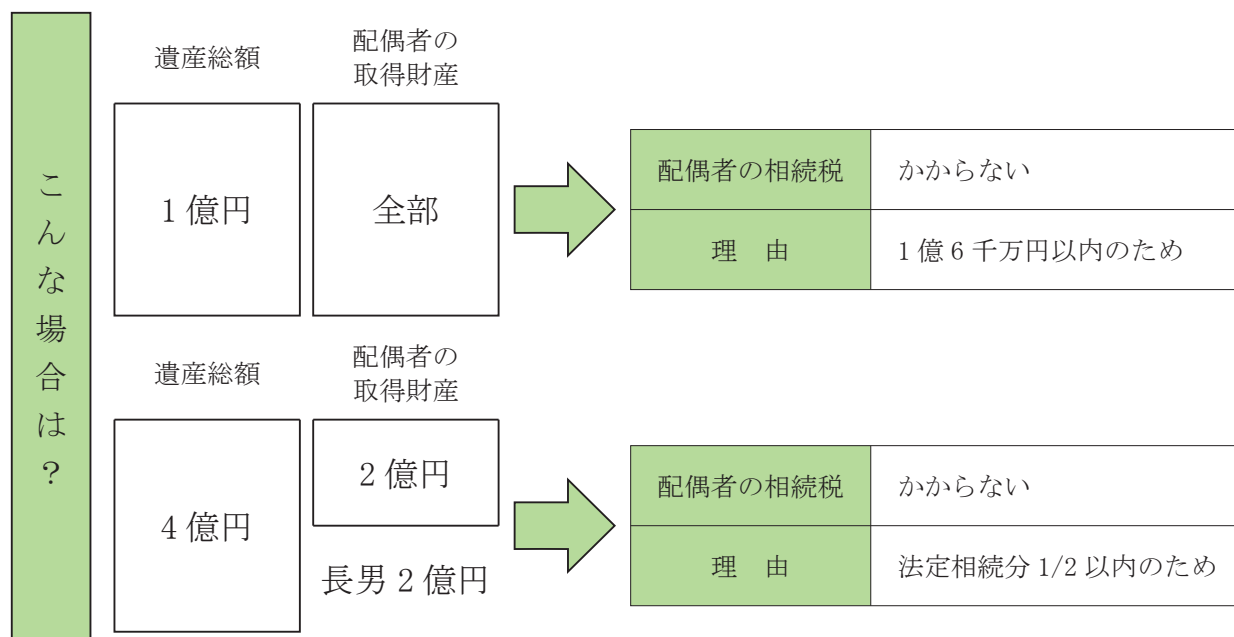 こんな場合は?
遺産総額
配偶者の
取得財産
1億円
全部
配偶者の相続税
かからない
理 由
1億6千万円以内のため
遺産総額
配偶者の
取得財産
4億円
2億円
長男2億円
配偶者の相続税
かからない
理 由
法定相続分1/2以内のため